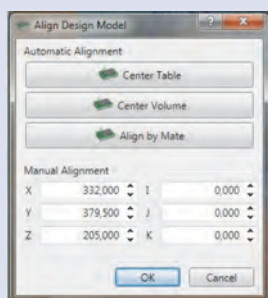 Align Design Model
Automatic Alignment
Center Table
Center Volume
Align by Mate
Manual Alignment
X 332,000 I 0,000
Y 379,500 J 0,000
Z 205,000 K 0,000
OK Cancel